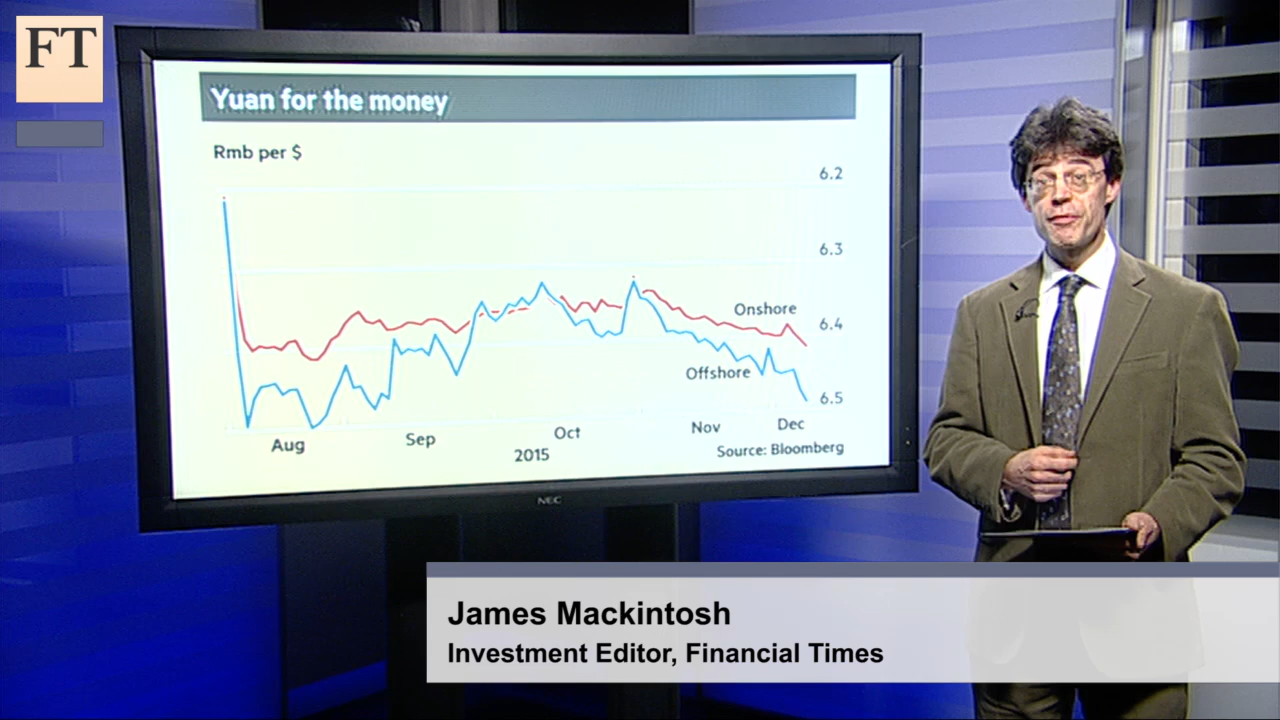 FT
Yuan for the money
Rmb per $
6.2
6.3
Onshore
6.4
Offshore
6.5
Aug
Sep
Oct
Nov
Dec
2015
Source: Bloomberg
NEC
James Mackintosh
Investment Editor, Financial Times